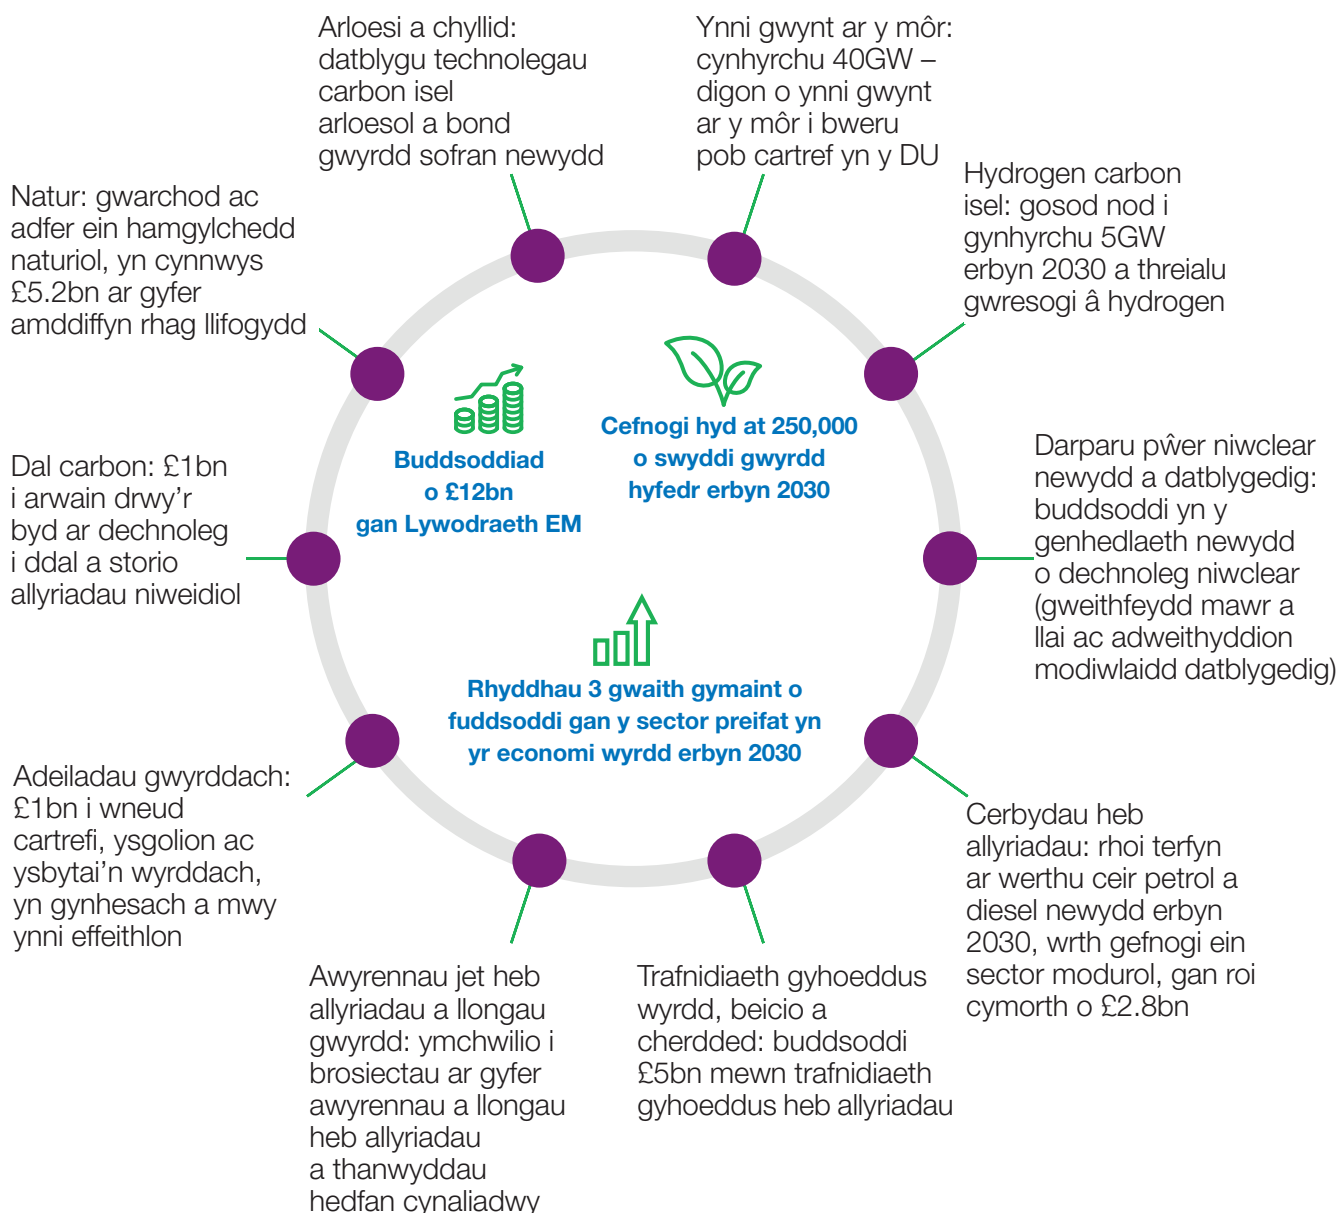 Arloesi a chyllid:
datblygu technolegau
carbon isel
arloesol a bond
gwyrdd sofran newydd
Ynni gwynt ar y môr:
cynhyrchu 40GW –
digon o ynni gwynt
ar y môr i bweru
pob cartref yn y DU
Hydrogen carbon
isel: gosod nod i
gynhyrchu 5GW
erbyn 2030 a threialu
gwresogi â hydrogen
Darparu pŵer niwclear
newydd a datblygedig:
buddsoddi yn y
genhedlaeth newydd
o dechnoleg niwclear
(gweithfeydd mawr a
llai ac adweithyddion
modiwlaidd datblygedig)
Cerbydau heb
allyriadau: rhoi terfyn
ar werthu ceir petrol a
diesel newydd erbyn
2030, wrth gefnogi ein
sector modurol, gan roi
cymorth o £2.8bn
Trafnidiaeth gyhoeddus
wyrdd, beicio a
cherdded: buddsoddi
£5bn mewn trafnidiaeth
gyhoeddus heb allyriadau
Awyrennau jet heb
allyriadau a llongau
gwyrdd: ymchwilio i
brosiectau ar gyfer
awyrennau a llongau
heb allyriadau
a thanwyddau
hedfan cynaliadwy
Adeiladau gwyrddach:
£1bn i wneud
cartrefi, ysgolion ac
ysbytai'n wyrddach,
yn gynhesach a mwy
ynni effeithlon
Dal carbon: £1bn
i arwain drwy'r
byd ar dechnoleg
i ddal a storio
allyriadau niweidiol
Natur: gwarchod ac
adfer ein hamgylchedd
naturiol, yn cynnwys
£5.2bn ar gyfer
amddiffyn rhag llifogydd
Buddsoddiad
o £12bn
gan Lywodraeth EM
Cefnogi hyd at 250,000
o swyddi gwyrdd
hyfedr erbyn 2030
Rhyddhau 3 gwaith gymaint o
fuddsoddi gan y sector preifat yn
yr economi wyrdd erbyn 2030